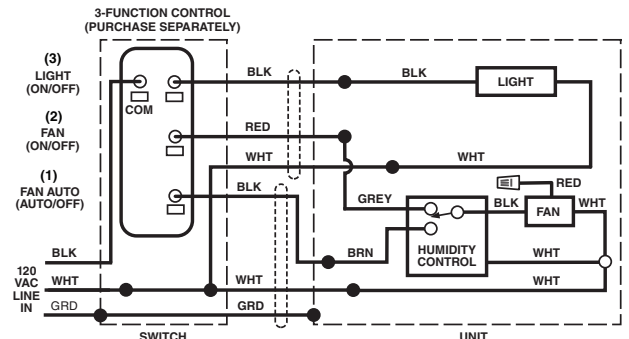 3-FUNCTION CONTROL
(PURCHASE SEPARATELY)
(3)
LIGHT
(ON/OFF)
COM
BLK
BLK
LIGHT
(2)
FAN
(ON/OFF)
RED
WHT
WHT
(1)
FAN AUTO
(AUTO/OFF)
BLK
GREY
RED
BLK
FAN
WHT
BRN
HUMIDITY
CONTROL
WHT
BLK
120
VAC
LINE
IN
WHT
WHT
WHT
GRD
GRD
SWITCH
UNIT